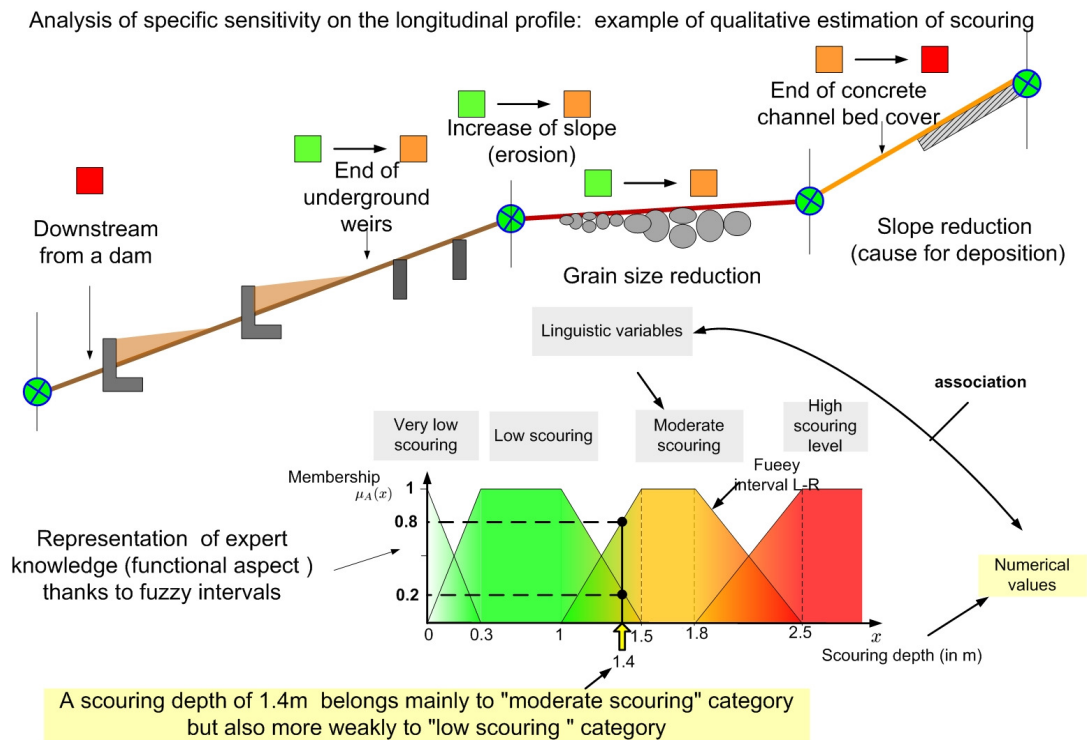 Analysis of specific sensitivity on the longitudinal profile: example of qualitative estimation of scouring
End of concrete
channel bed cover
Increase of slope
(erosion)
End of
underground
weirs
Downstream
from a dam
Slope reduction
(cause for deposition)
Grain size reduction
Linguistic variables
association
Very low
scouring
Low scouring
Moderate
scouring
High
scouring
level
Membership
μ_A(x)
Fueey
interval L-R
1
0.8
0.2
Representation of expert
knowledge (functional aspect )
thanks to fuzzy intervals
Numerical
values
0 0.3 1 1.5 1.8 2.5 x
1.4
Scouring depth (in m)
A scouring depth of 1.4m belongs mainly to "moderate scouring" category
but also more weakly to "low scouring " category